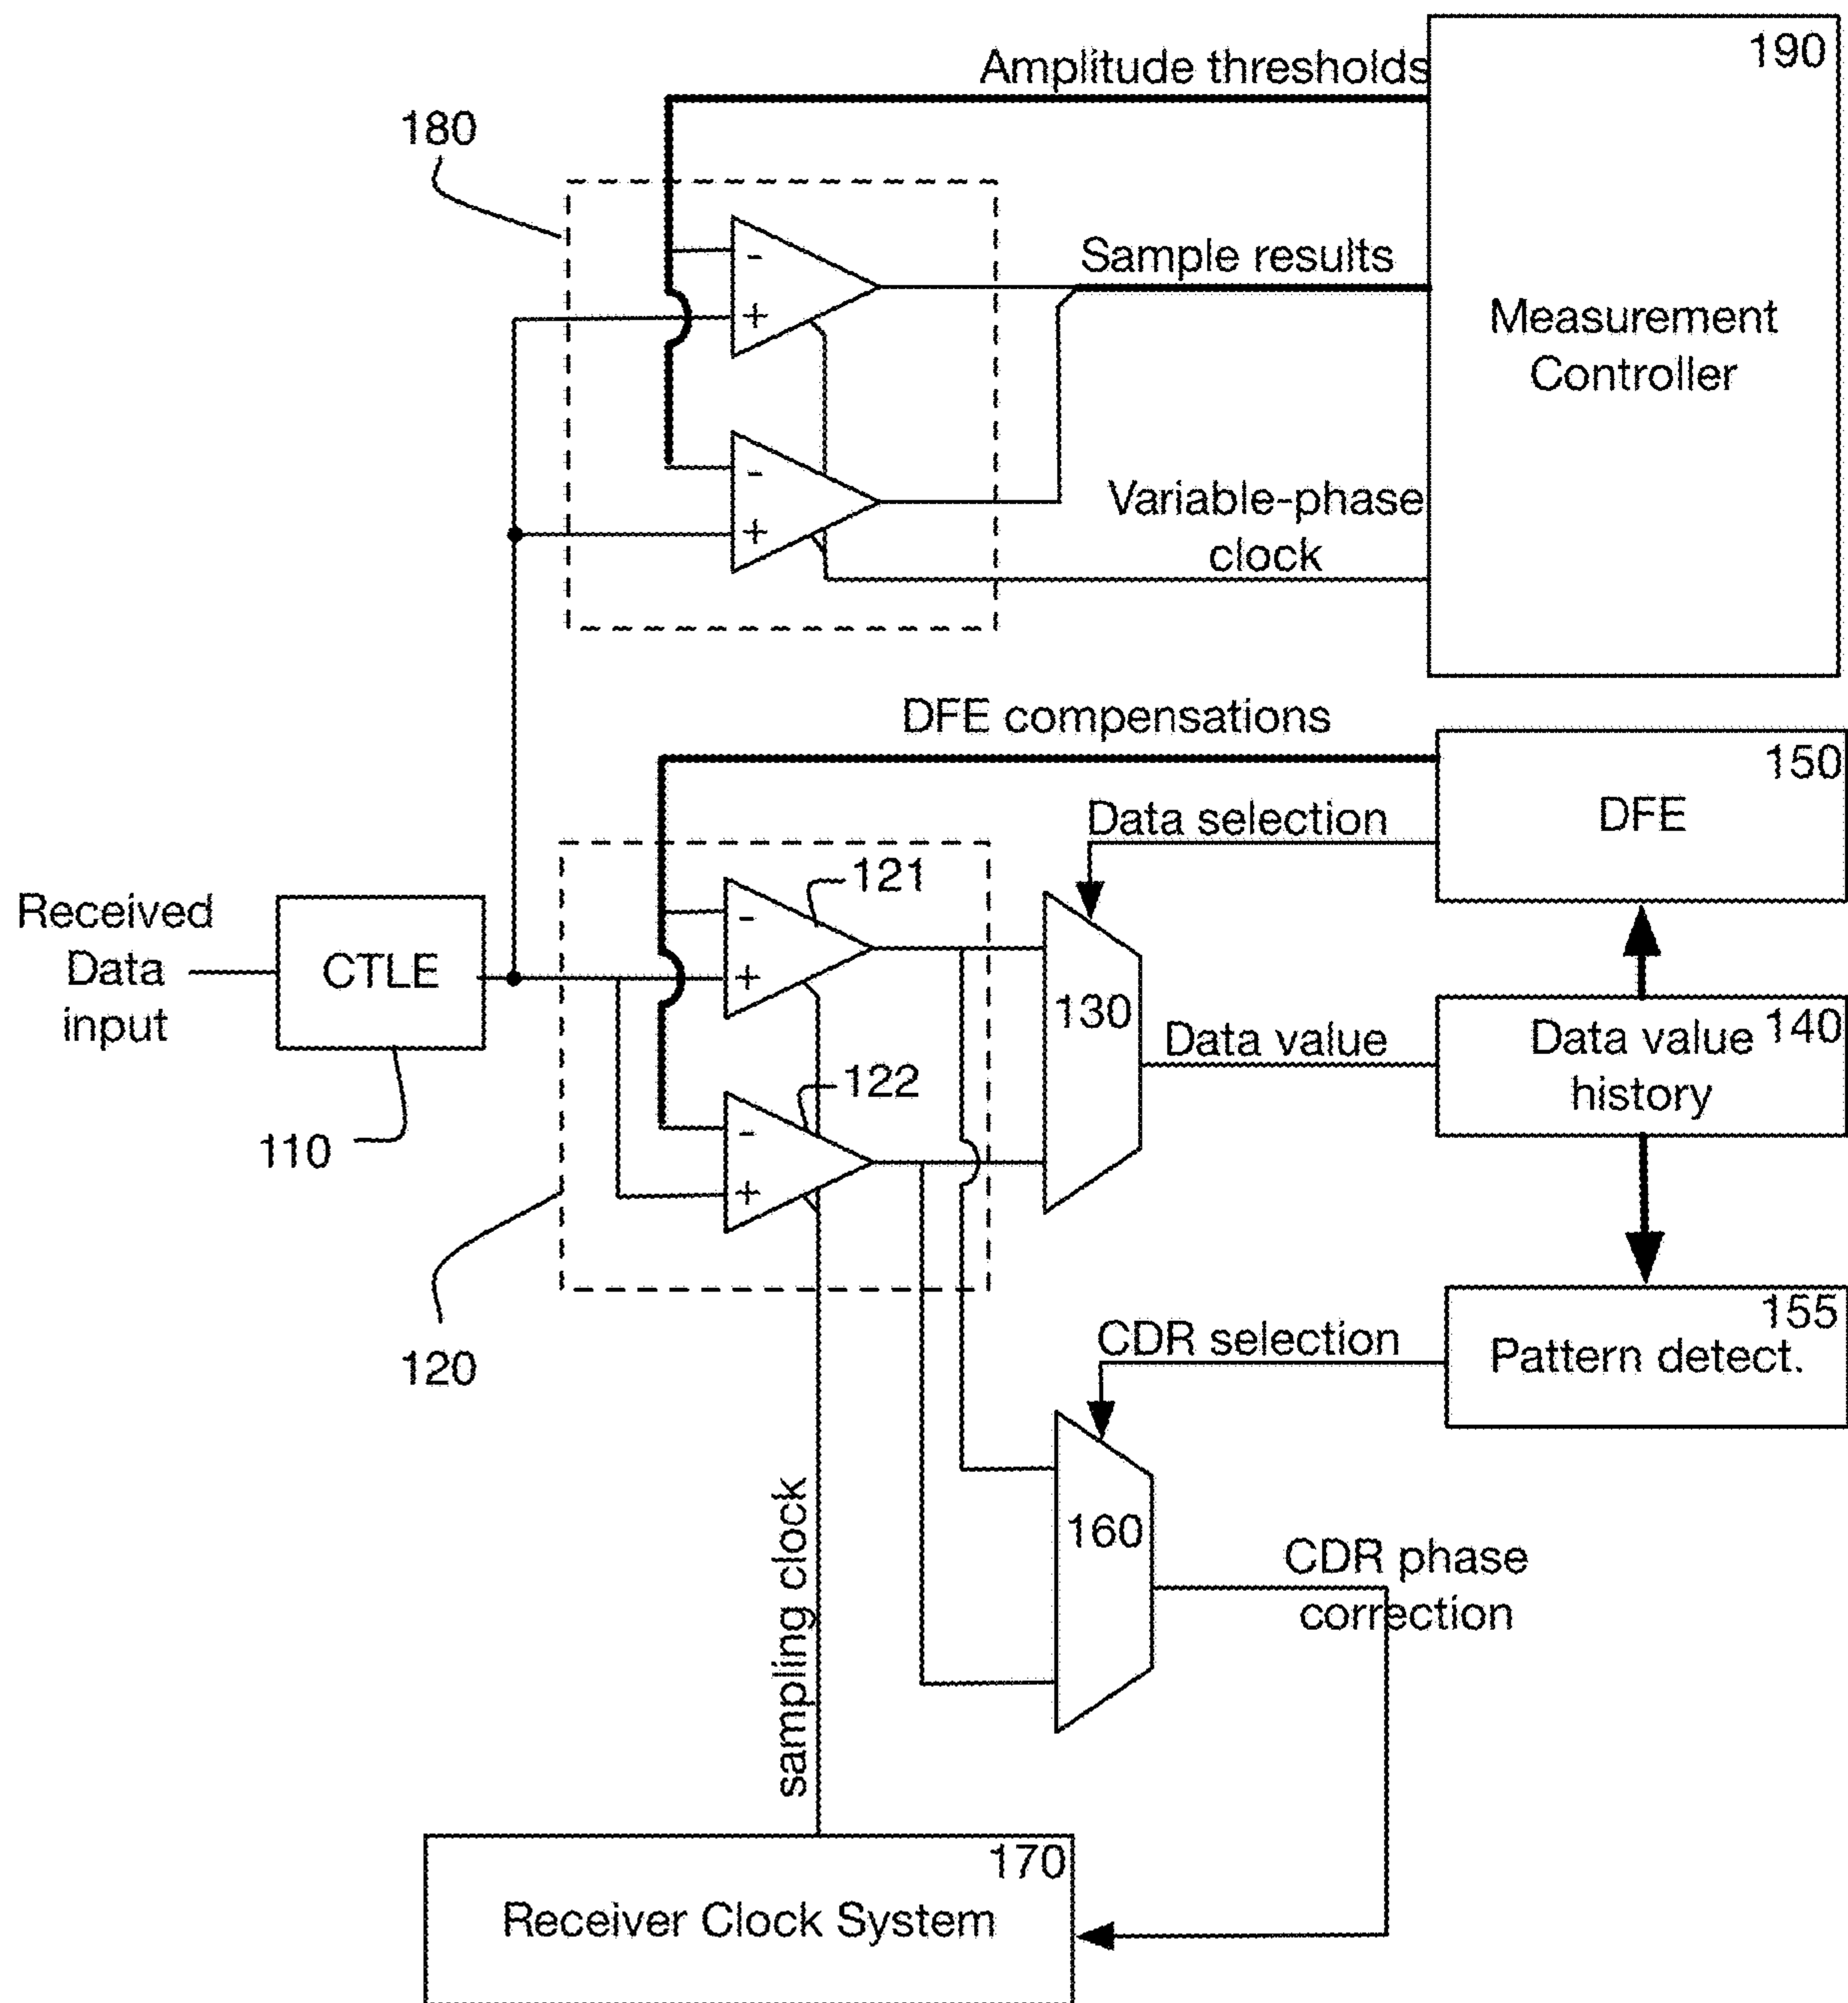 190
Amplitude thresholds
180
-
+
Sample results
Measurement
Controller
-
+
Variable-phase
clock
DFE compensations
150
DFE
Data selection
121
Received
Data
input
CTLE
-
+
130
140
Data value
history
Data value
122
110
-
+
120
155
Pattern detect.
CDR selection
160
CDR phase
correction
sampling clock
170
Receiver Clock System